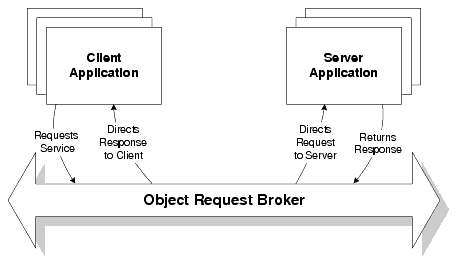 Client
Application
Server
Application
Requests
Service
Directs
Response
to Client
Directs
Request
to Server
Returns
Response
Object Request Broker